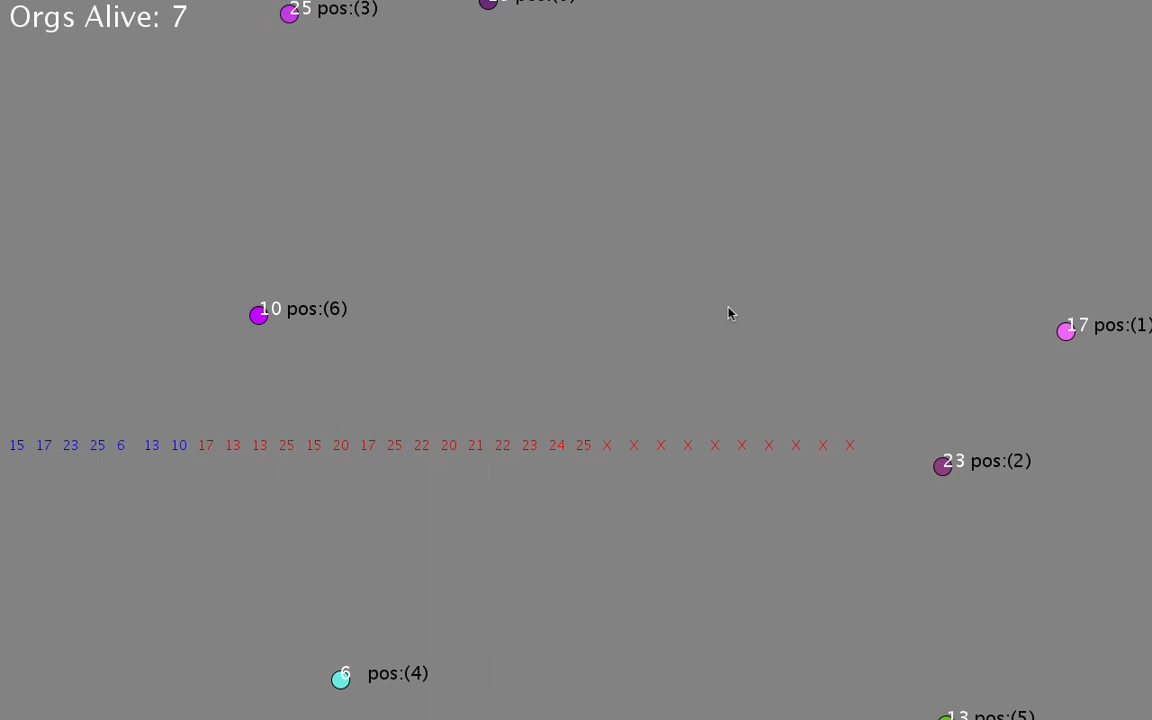 Orgs Alive: 7
25 pos:(3)
10 pos:(6)
17 pos:(1)
15 17 23 25 6 13 10 17 13 13 25 15 20 17 25 22 20 21 22 23 24 25 X X X X X X X X X X
23 pos:(2)
6 pos:(4)
13 pos:(5)